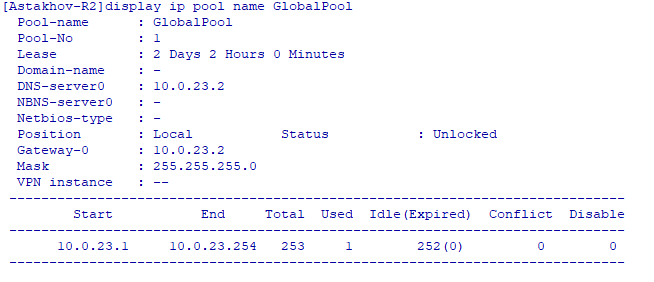 [Astakhov-R2]display ip pool name GlobalPool
  Pool-name      : GlobalPool
  Pool-No        : 1
  Lease          : 2 Days 2 Hours 0 Minutes
  Domain-name    : -
  DNS-server0    : 10.0.23.2
  NBNS-server0   : -
  Netbios-type   : -
  Position       : Local           Status           : Unlocked
  Gateway-0      : 10.0.23.2
  Mask           : 255.255.255.0
  VPN instance   : --
 -----------------------------------------------------------------------------
         Start           End     Total  Used  Idle(Expired)  Conflict  Disable
 -----------------------------------------------------------------------------
       10.0.23.1     10.0.23.254   253     1        252(0)         0        0
 -----------------------------------------------------------------------------